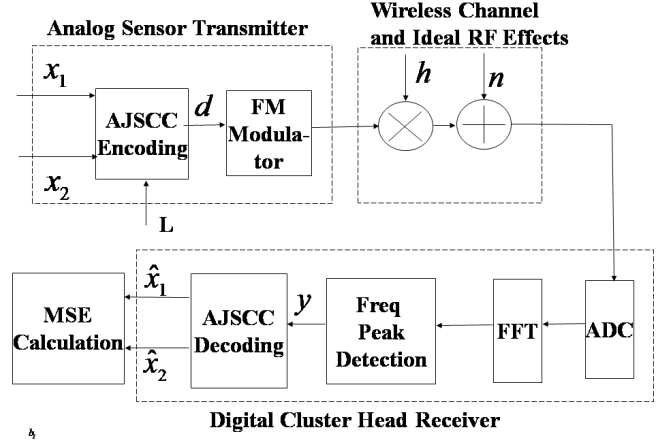 Analog Sensor Transmitter
Wireless Channel
and Ideal RF Effects
x₁
x₂
AJSCC
Encoding
d
FM
Modula-
tor
L
h
n
MSE
Calculation
x̂₁
x̂₂
AJSCC
Decoding
y
Freq
Peak
Detection
FFT
ADC
Digital Cluster Head Receiver